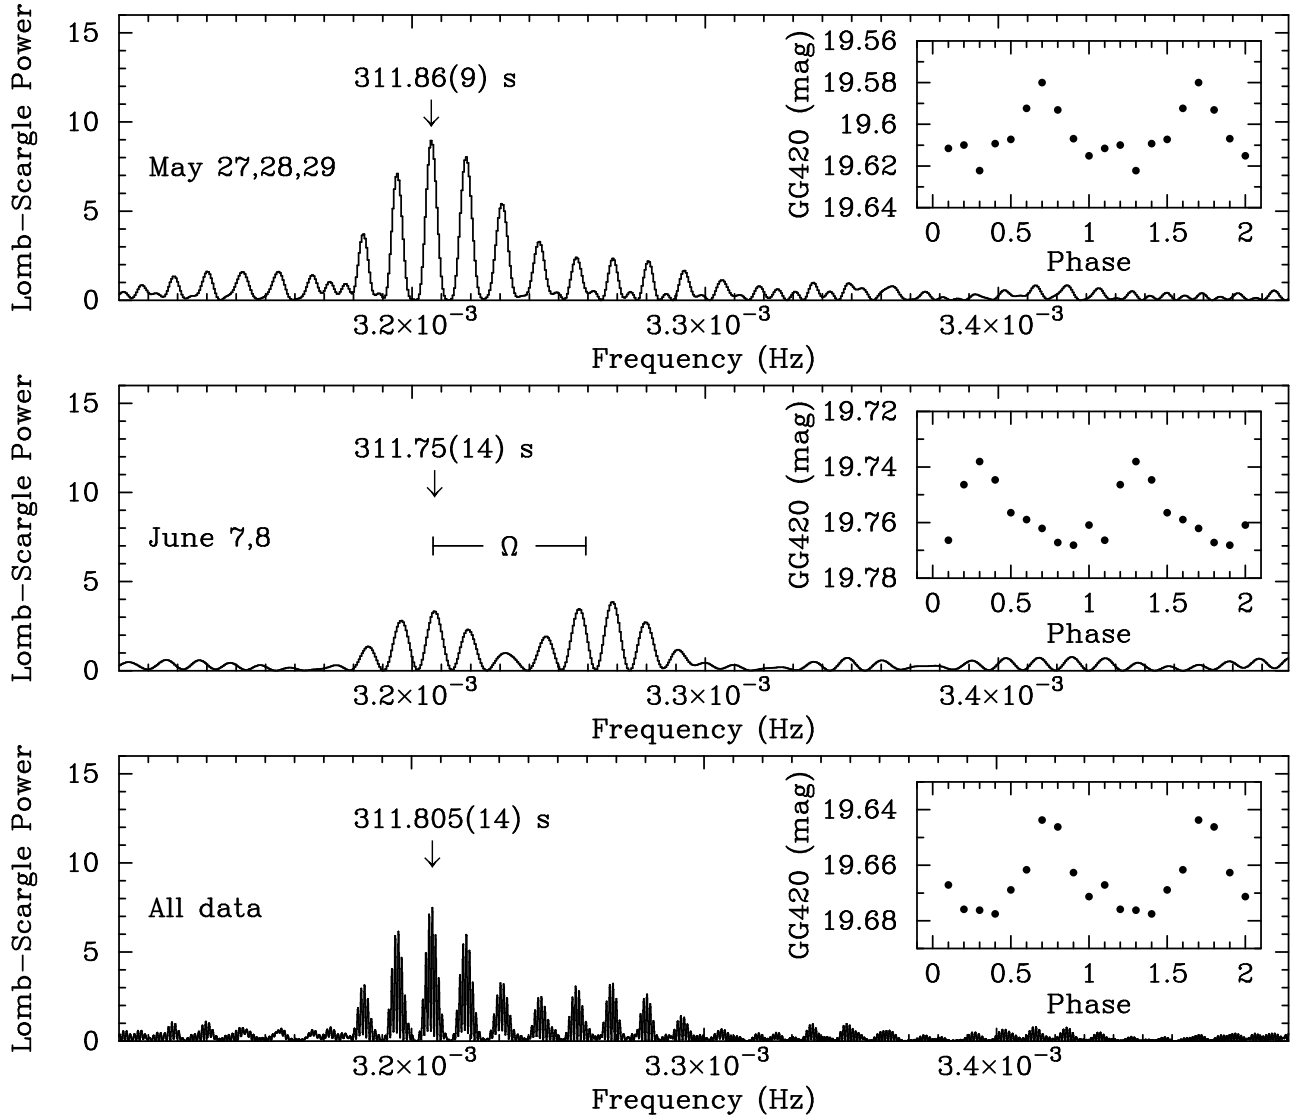 Lomb–Scargle Power
15
10
5
0
311.86(9) s
May 27,28,29
3.2×10⁻³
3.3×10⁻³
3.4×10⁻³
Frequency (Hz)
GG420 (mag)
19.56
19.58
19.6
19.62
19.64
0
0.5
1
1.5
2
Phase
Lomb–Scargle Power
15
10
5
0
311.75(14) s
June 7,8
Ω
3.2×10⁻³
3.3×10⁻³
3.4×10⁻³
Frequency (Hz)
GG420 (mag)
19.72
19.74
19.76
19.78
0
0.5
1
1.5
2
Phase
Lomb–Scargle Power
15
10
5
0
311.805(14) s
All data
3.2×10⁻³
3.3×10⁻³
3.4×10⁻³
Frequency (Hz)
GG420 (mag)
19.64
19.66
19.68
0
0.5
1
1.5
2
Phase